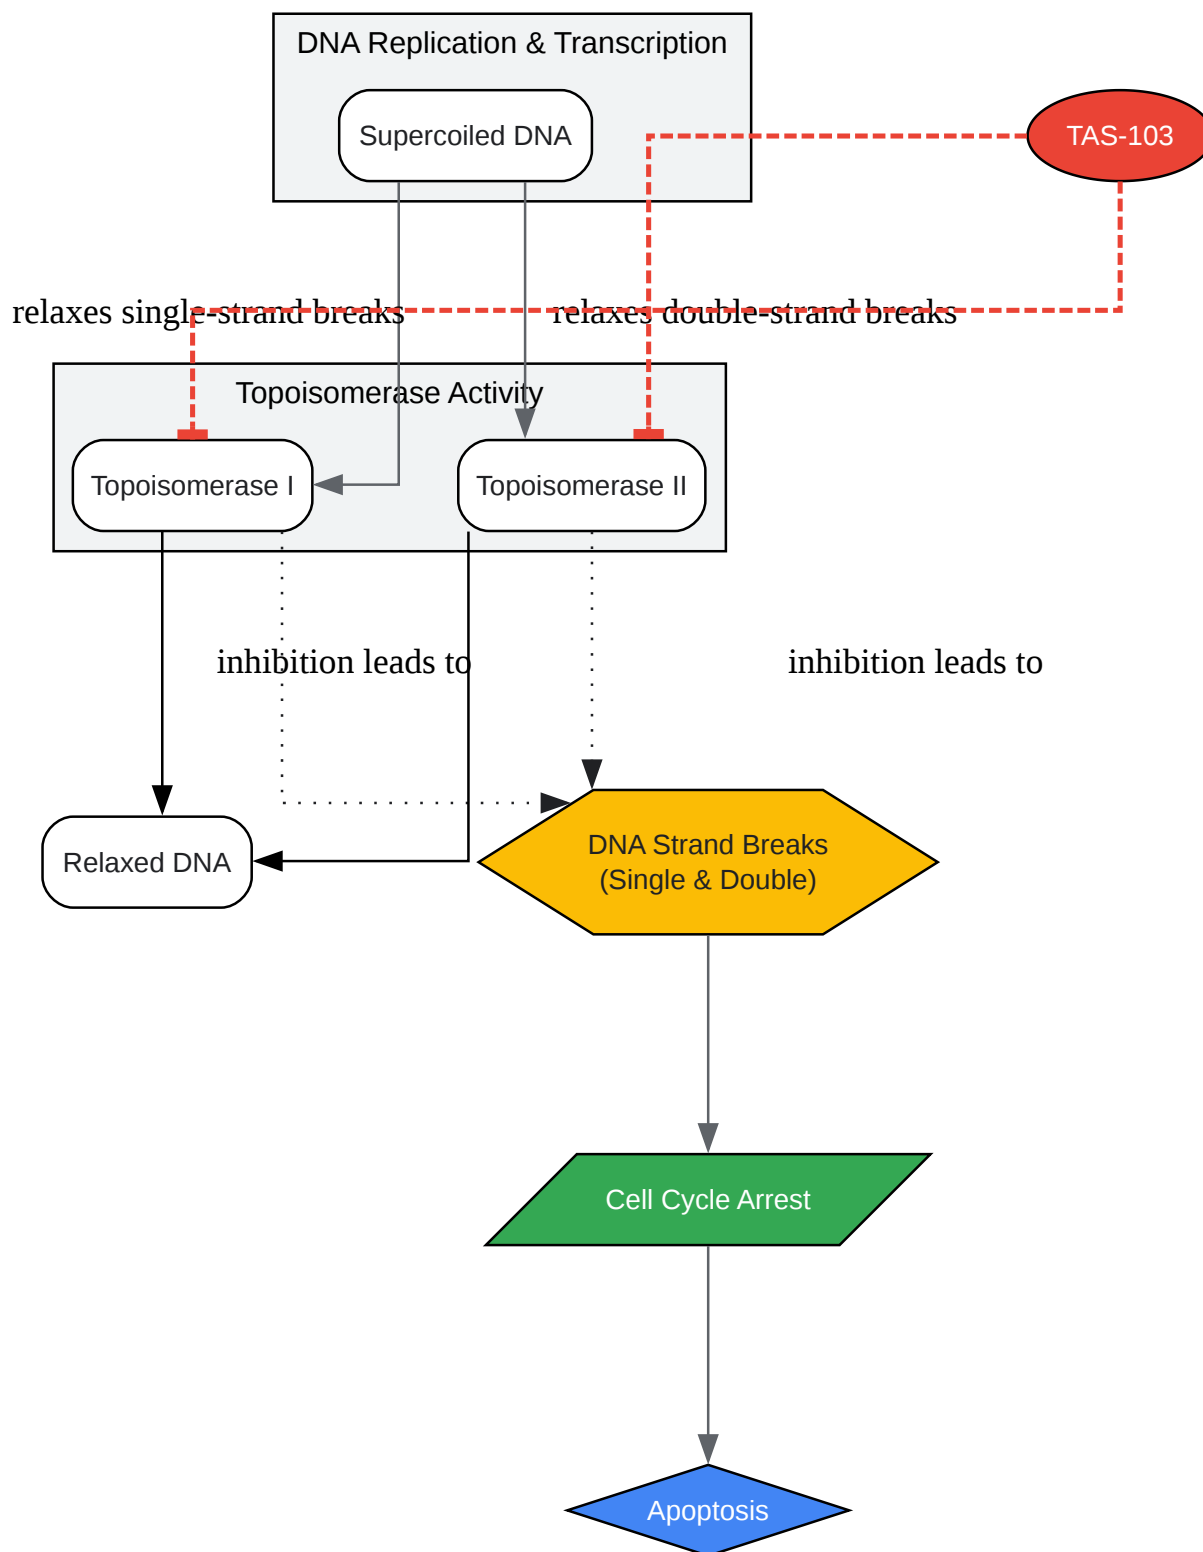 DNA Replication & Transcription
Supercoiled DNA
TAS-103
relaxes single-strand breaks
relaxes double-strand breaks
Topoisomerase Activity
Topoisomerase I
Topoisomerase II
inhibition leads to
inhibition leads to
Relaxed DNA
DNA Strand Breaks
(Single & Double)
Cell Cycle Arrest
Apoptosis